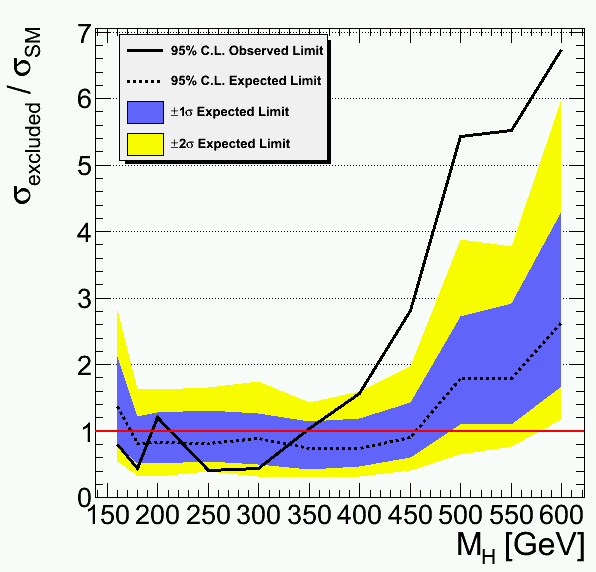 σexcluded / σSM
7
6
5
4
3
2
1
0
95% C.L. Observed Limit
95% C.L. Expected Limit
±1σ Expected Limit
±2σ Expected Limit
150 200 250 300 350 400 450 500 550 600
MH [GeV]